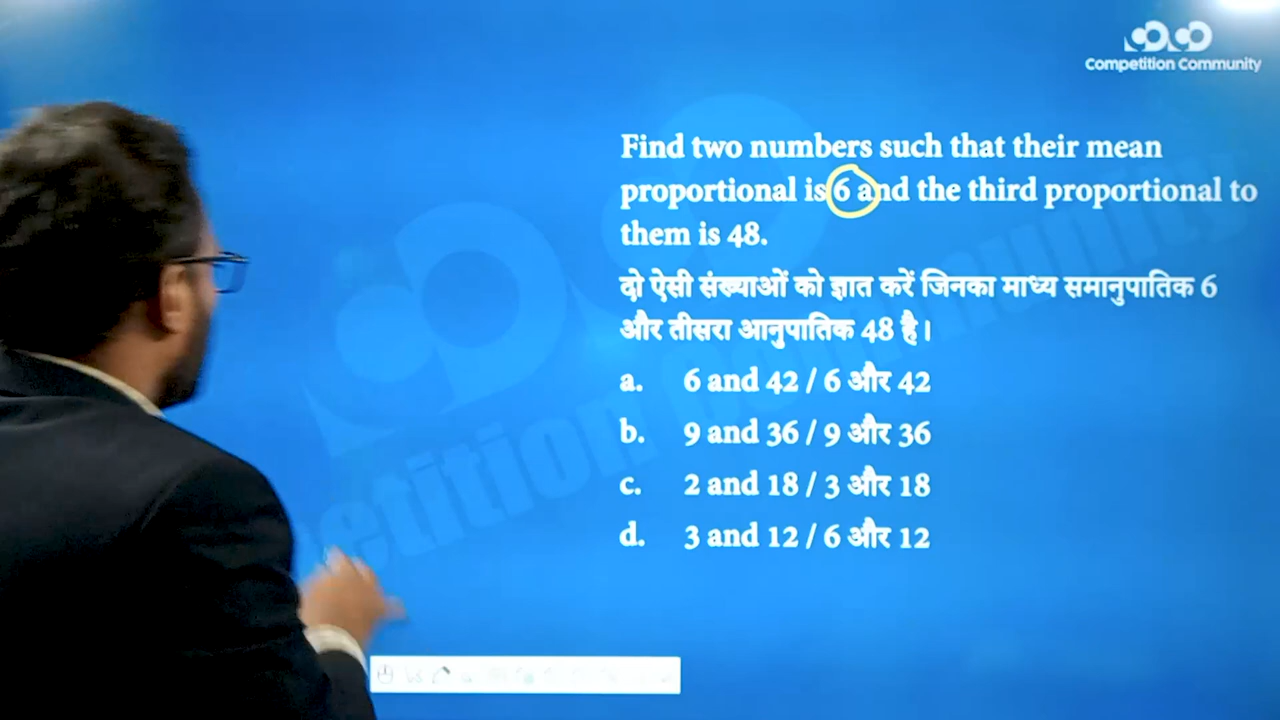 Competition Community
Find two numbers such that their mean
proportional is 6 and the third proportional to
them is 48.
दो ऐसी संख्याओं को ज्ञात करें जिनका माध्य समानुपातिक 6
और तीसरा आनुपातिक 48 है।
a. 6 and 42 / 6 और 42
b. 9 and 36 / 9 और 36
c. 2 and 18 / 3 और 18
d. 3 and 12 / 6 और 12